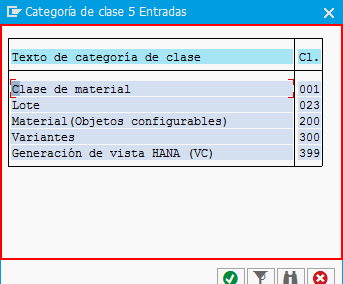 Categoría de clase 5 Entradas
Texto de categoría de clase Cl.
Clase de material 001
Lote 023
Material(Objetos configurables) 200
Variantes 300
Generación de vista HANA (VC) 399